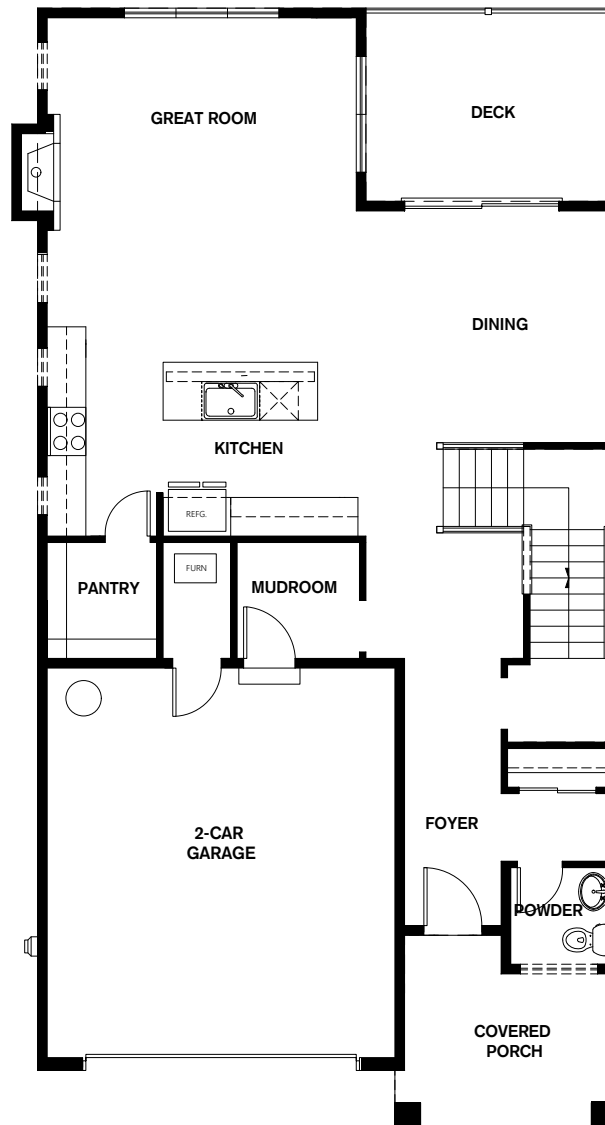 GREAT ROOM
DECK
DINING
KITCHEN
REFG.
FURN
PANTRY
MUDROOM
2-CAR
GARAGE
FOYER
POWDER
COVERED
PORCH